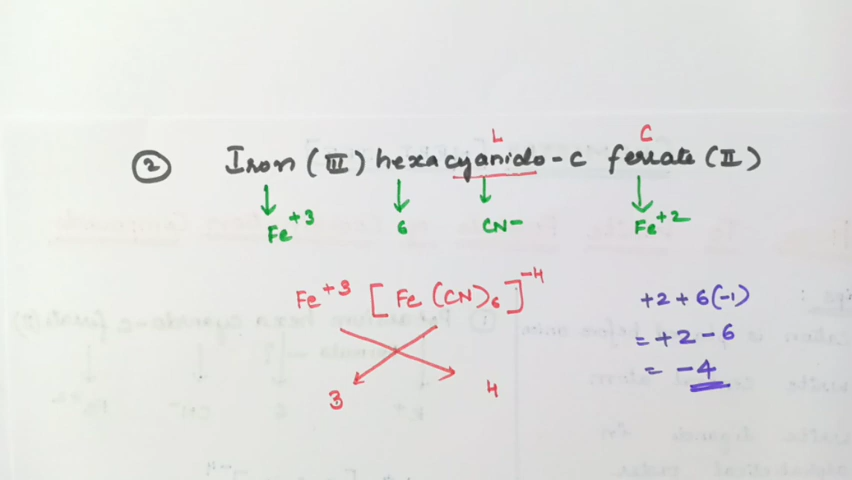 L C
② Iron (III) hexacyanido-C ferrate (II)
Fe+3 6 CN- Fe+2
Fe+3 [Fe (CN)6]-4
+2 + 6(-1)
= +2 - 6
= -4
3 4